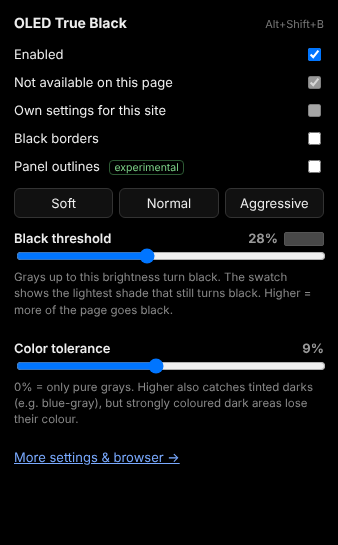 OLED True Black Alt+Shift+B
Enabled
Not available on this page
Own settings for this site
Black borders
Panel outlines experimental
Soft Normal Aggressive
Black threshold 28%
Grays up to this brightness turn black. The swatch
shows the lightest shade that still turns black. Higher =
more of the page goes black.
Color tolerance 9%
0% = only pure grays. Higher also catches tinted darks
(e.g. blue-gray), but strongly coloured dark areas lose
their colour.
More settings & browser →